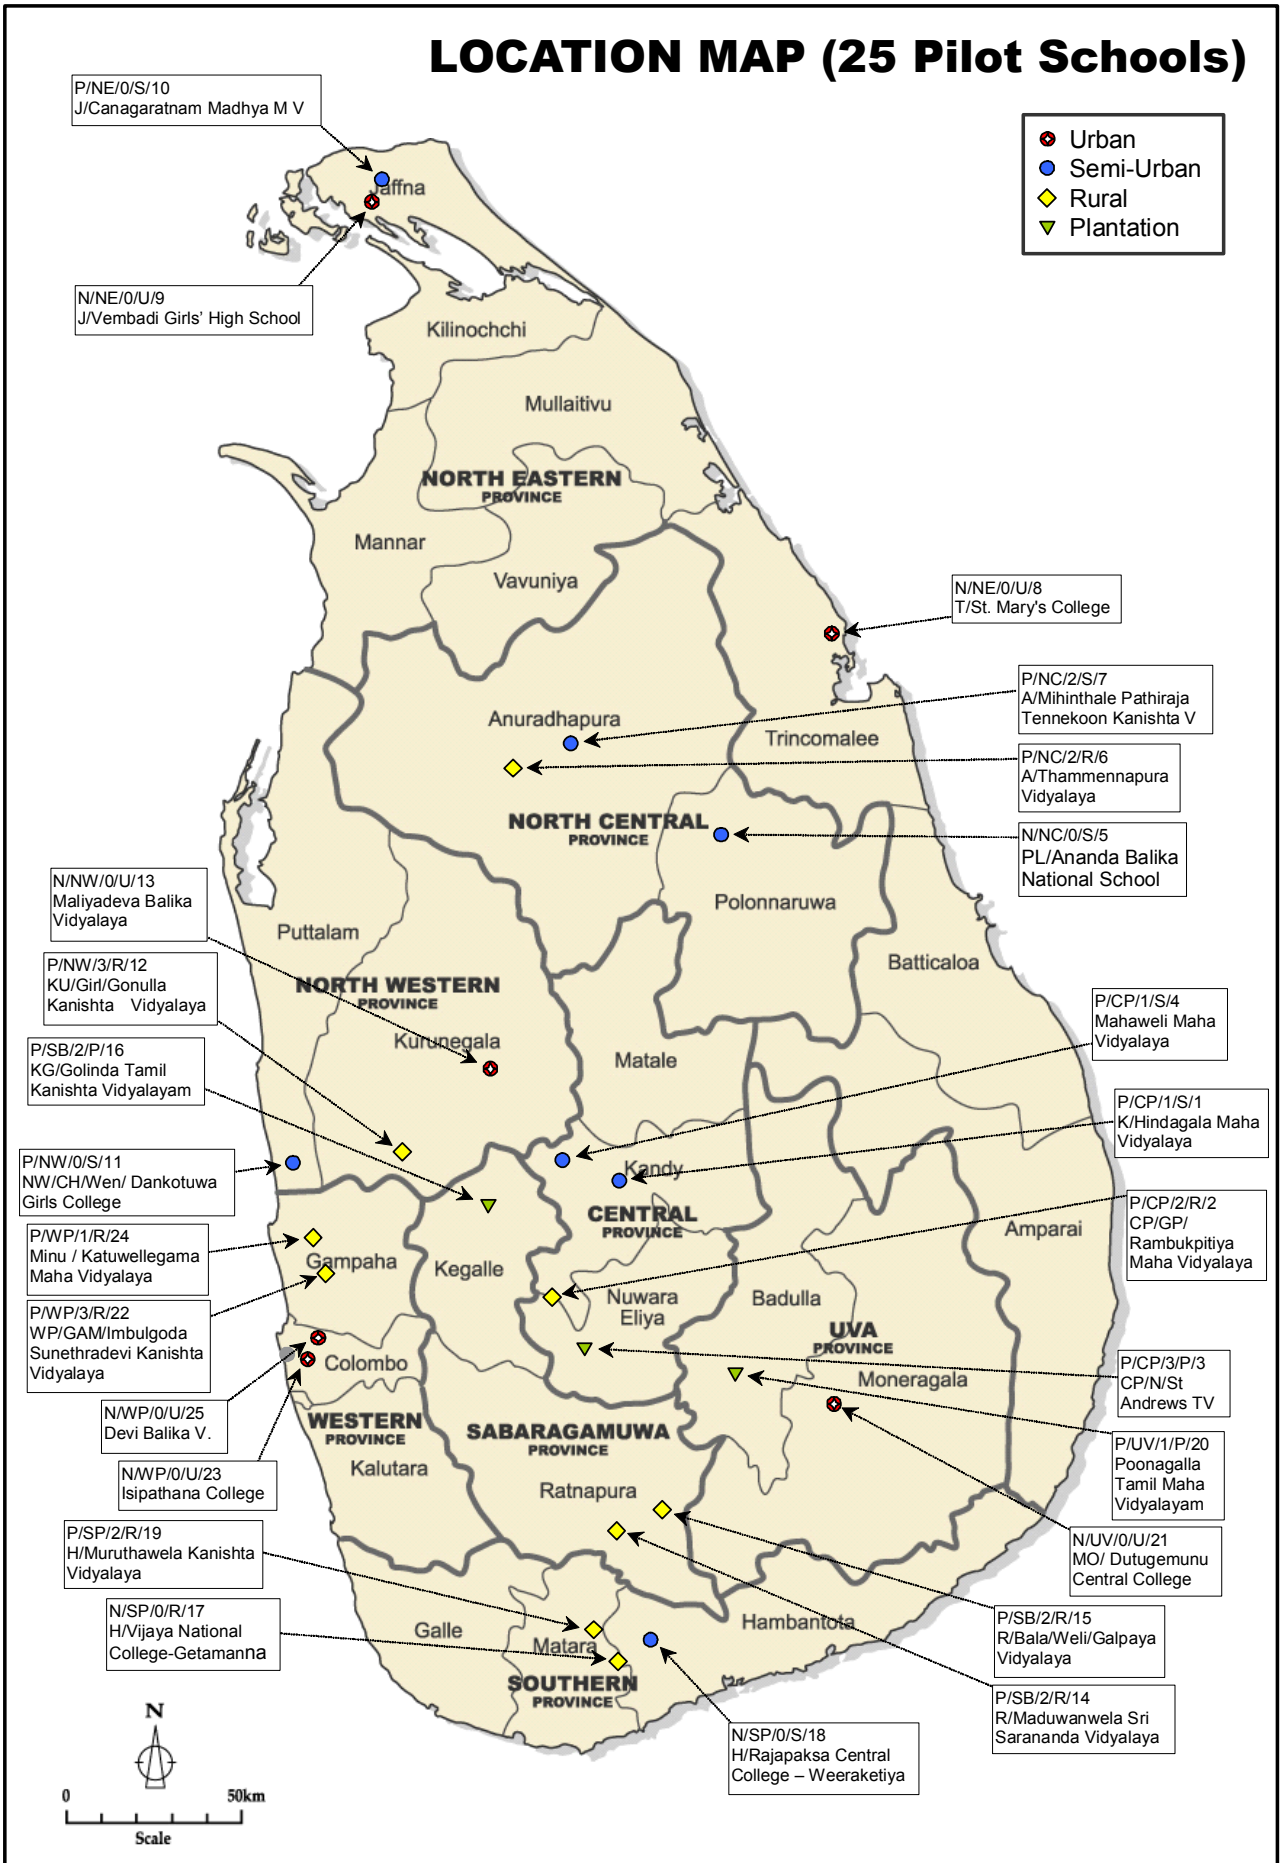 LOCATION MAP (25 Pilot Schools)
Urban
Semi-Urban
Rural
Plantation
P/NE/0/S/10
J/Canagaratnam Madhya M V
Jaffna
N/NE/0/U/9
J/Vembadi Girls' High School
Kilinochchi
Mullaitivu
NORTH EASTERN
PROVINCE
Mannar
Vavuniya
N/NE/0/U/8
T/St. Mary's College
P/NC/2/S/7
A/Mihinthale Pathiraja
Tennekoon Kanishta V
Anuradhapura
Trincomalee
P/NC/2/R/6
A/Thammennapura
Vidyalaya
NORTH CENTRAL
PROVINCE
N/NC/0/S/5
PL/Ananda Balika
National School
N/NW/0/U/13
Maliyadeva Balika
Vidyalaya
Puttalam
Polonnaruwa
Batticaloa
P/NW/3/R/12
KU/Girl/Gonulla
Kanishta Vidyalaya
NORTH WESTERN
PROVINCE
P/CP/1/S/4
Mahaweli Maha
Vidyalaya
Kurunegala
Matale
P/SB/2/P/16
KG/Golinda Tamil
Kanishta Vidyalayam
P/CP/1/S/1
K/Hindagala Maha
Vidyalaya
P/NW/0/S/11
NW/CH/Wen/ Dankotuwa
Girls College
Kandy
CENTRAL
PROVINCE
Amparai
P/CP/2/R/2
CP/GP/
Rambukpitiya
Maha Vidyalaya
P/WP/1/R/24
Minu / Katuwellegama
Maha Vidyalaya
Gampaha
Kegalle
Nuwara
Eliya
Badulla
P/WP/3/R/22
WP/GAM/Imbulgoda
Sunethradevi Kanishta
Vidyalaya
UVA
PROVINCE
Colombo
Moneragala
P/CP/3/P/3
CP/N/St
Andrews TV
N/WP/0/U/25
Devi Balika V.
WESTERN
PROVINCE
SABARAGAMUWA
PROVINCE
P/UV/1/P/20
Poonagalla
Tamil Maha
Vidyalayam
Kalutara
N/WP/0/U/23
Isipathana College
Ratnapura
P/SP/2/R/19
H/Muruthawela Kanishta
Vidyalaya
N/UV/0/U/21
MO/ Dutugemunu
Central College
N/SP/0/R/17
H/Vijaya National
College-Getamanna
Galle
Matara
Hambantota
P/SB/2/R/15
R/Bala/Weli/Galpaya
Vidyalaya
SOUTHERN
PROVINCE
P/SB/2/R/14
R/Maduwanwela Sri
Sarananda Vidyalaya
N/SP/0/S/18
H/Rajapaksa Central
College – Weeraketiya
N
0 50km
Scale